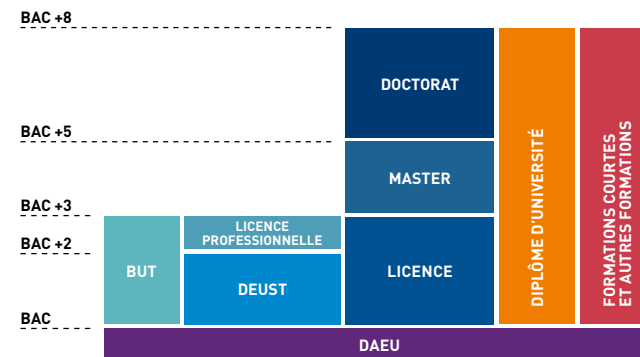 BAC +8
DOCTORAT
BAC +5
MASTER
BAC +3
LICENCE
PROFESSIONNELLE
BAC +2
BUT
DEUST
LICENCE
DIPLÔME D'UNIVERSITÉ
FORMATIONS COURTES
ET AUTRES FORMATIONS
BAC
DAEU